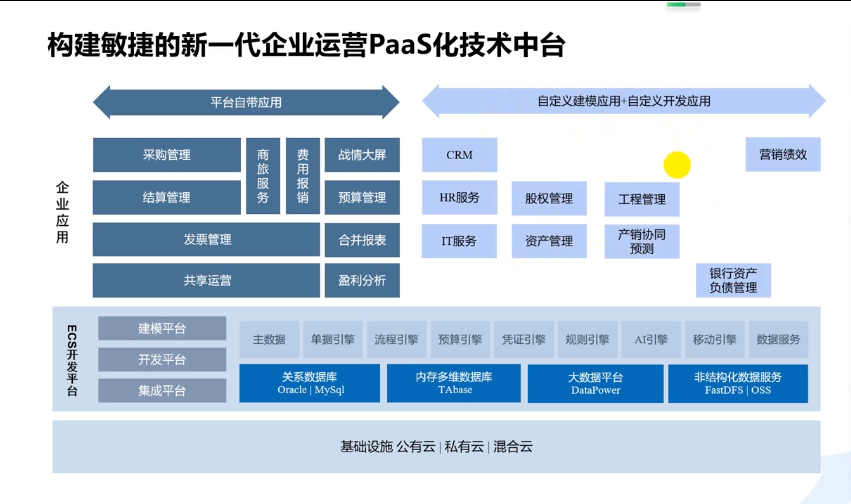 构建敏捷的新一代企业运营PaaS化技术中台
平台自带应用
自定义建模应用+自定义开发应用
企业应用
采购管理
商旅服务
费用报销
战情大屏
结算管理
预算管理
发票管理
合并报表
共享运营
盈利分析
CRM
营销绩效
HR服务
股权管理
工程管理
IT服务
资产管理
产销协同
预测
银行资产
负债管理
ECS开发平台
建模平台
开发平台
集成平台
主数据
单据引擎
流程引擎
预算引擎
凭证引擎
规则引擎
AI引擎
移动引擎
数据服务
关系数据库
Oracle | MySql
内存多维数据库
TAbase
大数据平台
DataPower
非结构化数据服务
FastDFS | OSS
基础设施 公有云 | 私有云 | 混合云